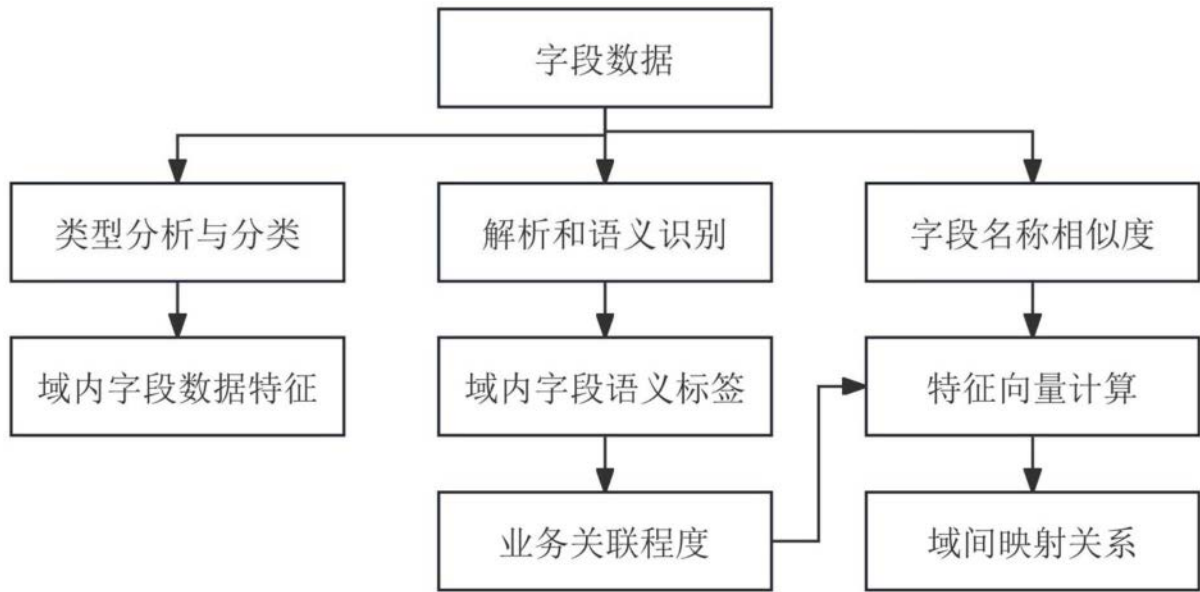 字段数据
类型分析与分类
解析和语义识别
字段名称相似度
域内字段数据特征
域内字段语义标签
特征向量计算
业务关联程度
域间映射关系